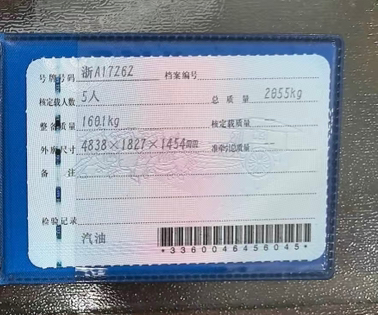 号牌号码 浙A17Z6Z 档案编号
核定载人数 5人 总质量 2055kg
整备质量 1601kg 核定载质量 --
外廓尺寸 4838×1827×1454mm 准牵引总质量 --
备注
检验记录
汽油
*3360046456045*